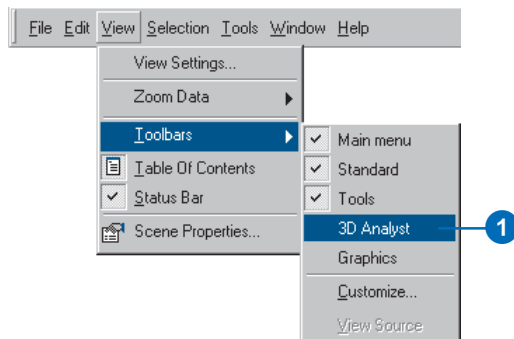 File Edit View Selection Tools Window Help
View Settings...
Zoom Data
Toolbars
Table Of Contents
Status Bar
Scene Properties...
Main menu
Standard
Tools
3D Analyst
1
Graphics
Customize...
View Source